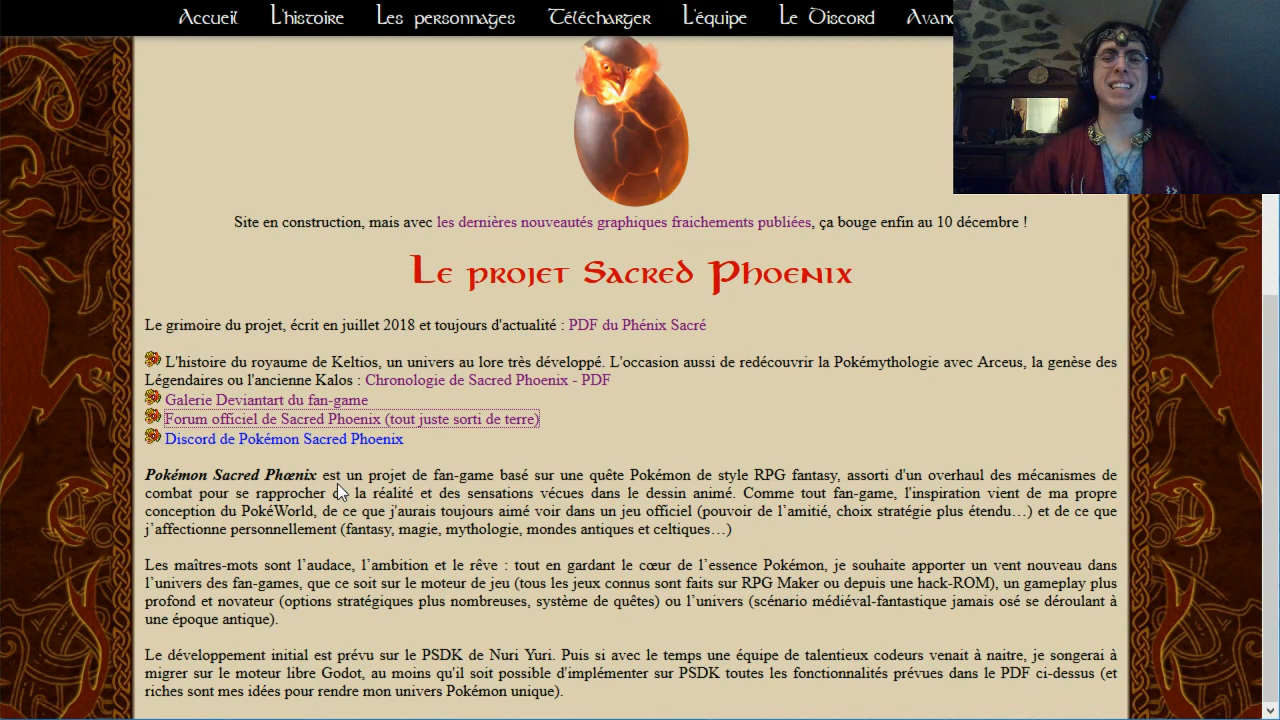 Accueil L'histoire Les personnages Télécharger L'équipe Le Discord
Site en construction, mais avec les dernières nouveautés graphiques fraichements publiées, ça bouge enfin au 10 décembre !
Le projet Sacred Phoenix
Le grimoire du projet, écrit en juillet 2018 et toujours d'actualité : PDF du Phénix Sacré
L'histoire du royaume de Keltios, un univers au lore très développé. L'occasion aussi de redécouvrir la Pokémythologie avec Arceus, la genèse des
Légendaires ou l'ancienne Kalos : Chronologie de Sacred Phoenix - PDF
Galerie Deviantart du fan-game
Forum officiel de Sacred Phoenix (tout juste sorti de terre)
Discord de Pokémon Sacred Phoenix
Pokémon Sacred Phœnix est un projet de fan-game basé sur une quête Pokémon de style RPG fantasy, assorti d'un overhaul des mécanismes de
combat pour se rapprocher de la réalité et des sensations vécues dans le dessin animé. Comme tout fan-game, l'inspiration vient de ma propre
conception du PokéWorld, de ce que j'aurais toujours aimé voir dans un jeu officiel (pouvoir de l’amitié, choix stratégie plus étendu…) et de ce que
j’affectionne personnellement (fantasy, magie, mythologie, mondes antiques et celtiques…)
Les maîtres-mots sont l’audace, l’ambition et le rêve : tout en gardant le cœur de l’essence Pokémon, je souhaite apporter un vent nouveau dans
l’univers des fan-games, que ce soit sur le moteur de jeu (tous les jeux connus sont faits sur RPG Maker ou depuis une hack-ROM), un gameplay plus
profond et novateur (options stratégiques plus nombreuses, système de quêtes) ou l’univers (scénario médiéval-fantastique jamais osé se déroulant à
une époque antique).
Le développement initial est prévu sur le PSDK de Nuri Yuri. Puis si avec le temps une équipe de talentieux codeurs venait à naitre, je songerai à
migrer sur le moteur libre Godot, au moins qu'il soit possible d'implémenter sur PSDK toutes les fonctionnalités prévues dans le PDF ci-dessus (et
riches sont mes idées pour rendre mon univers Pokémon unique).